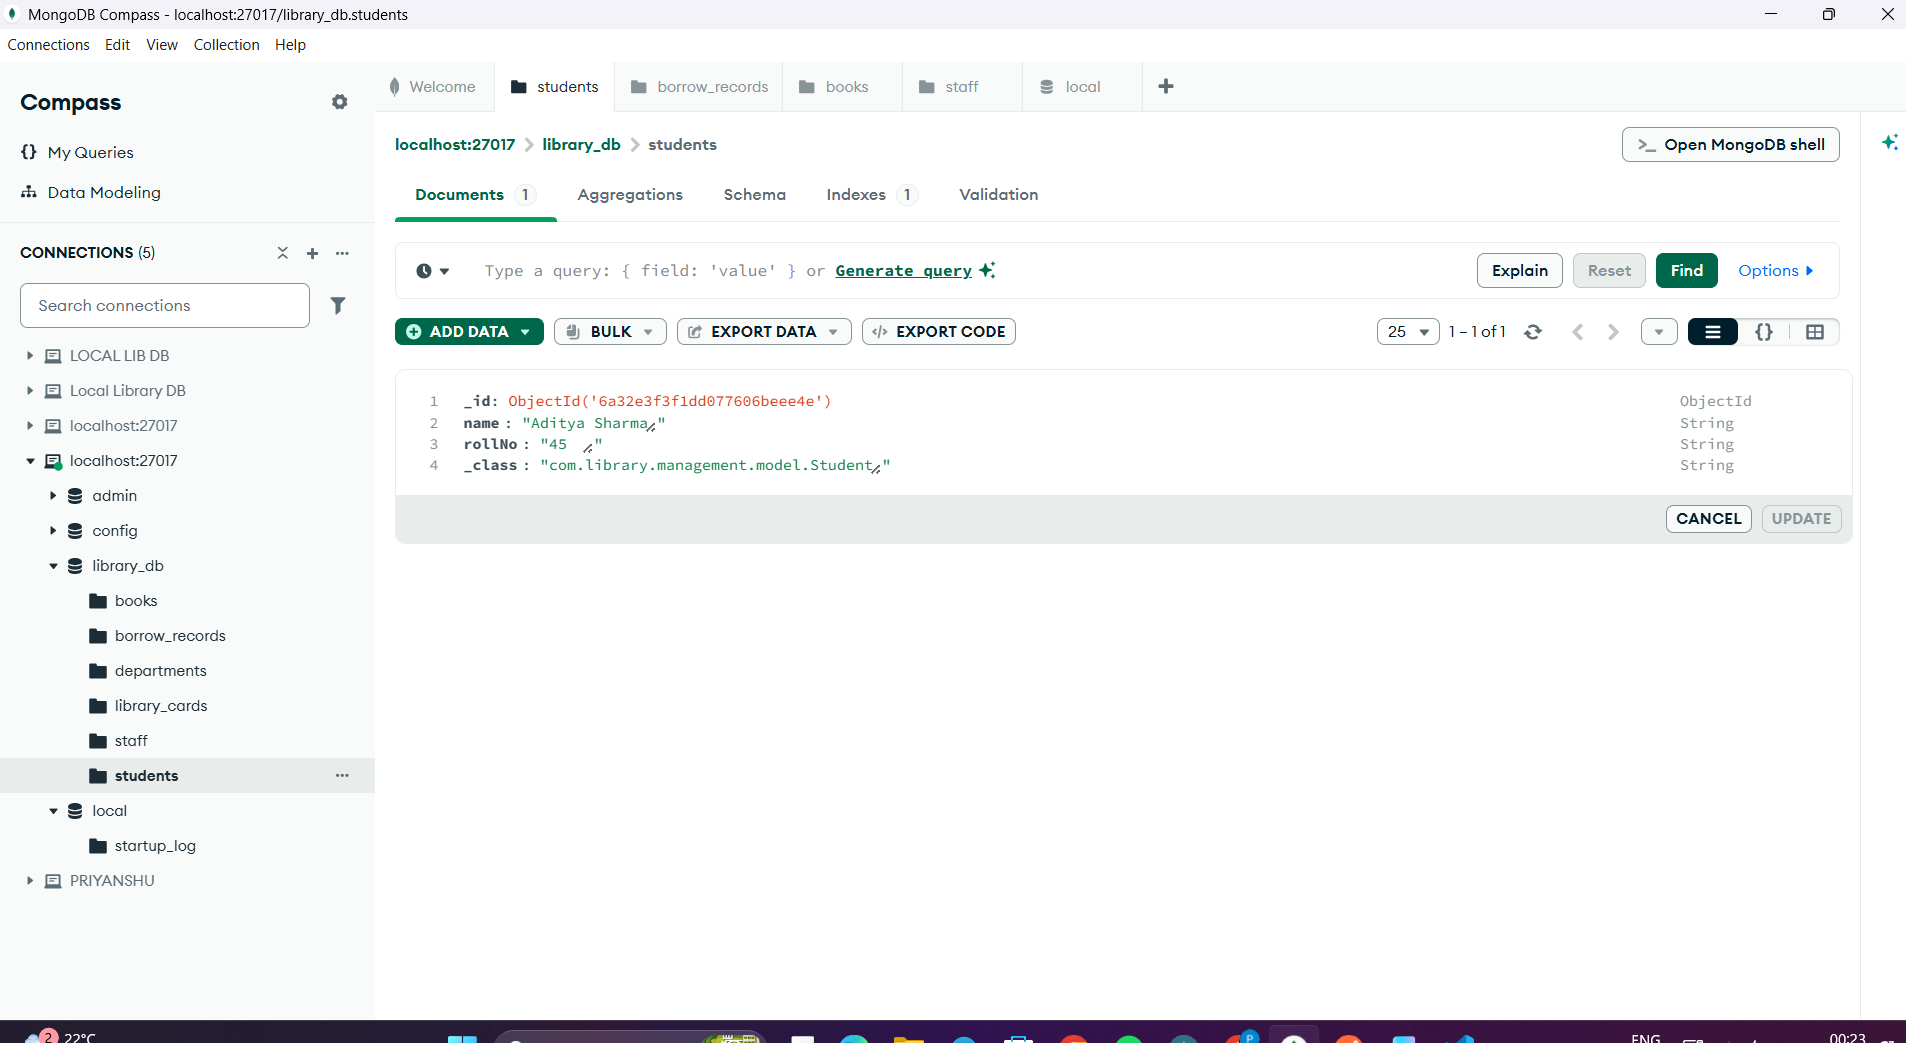 MongoDB Compass - localhost:27017/library_db.students
Connections Edit View Collection Help
Compass
My Queries
Data Modeling
CONNECTIONS (5)
Search connections
LOCAL LIB DB
Local Library DB
localhost:27017
localhost:27017
admin
config
library_db
books
borrow_records
departments
library_cards
staff
students
local
startup_log
PRIYANSHU
Welcome students borrow_records books staff local
localhost:27017 library_db students
Open MongoDB shell
Documents 1 Aggregations Schema Indexes 1 Validation
Type a query: { field: 'value' } or Generate query
Explain Reset Find Options
ADD DATA BULK EXPORT DATA EXPORT CODE 25 1 – 1 of 1
1 _id: ObjectId('6a32e3f3f1dd077606beee4e') ObjectId
2 name : "Aditya Sharma" String
3 rollNo : "45 " String
4 _class : "com.library.management.model.Student" String
CANCEL UPDATE
2 22°C
P
ENG
00:23